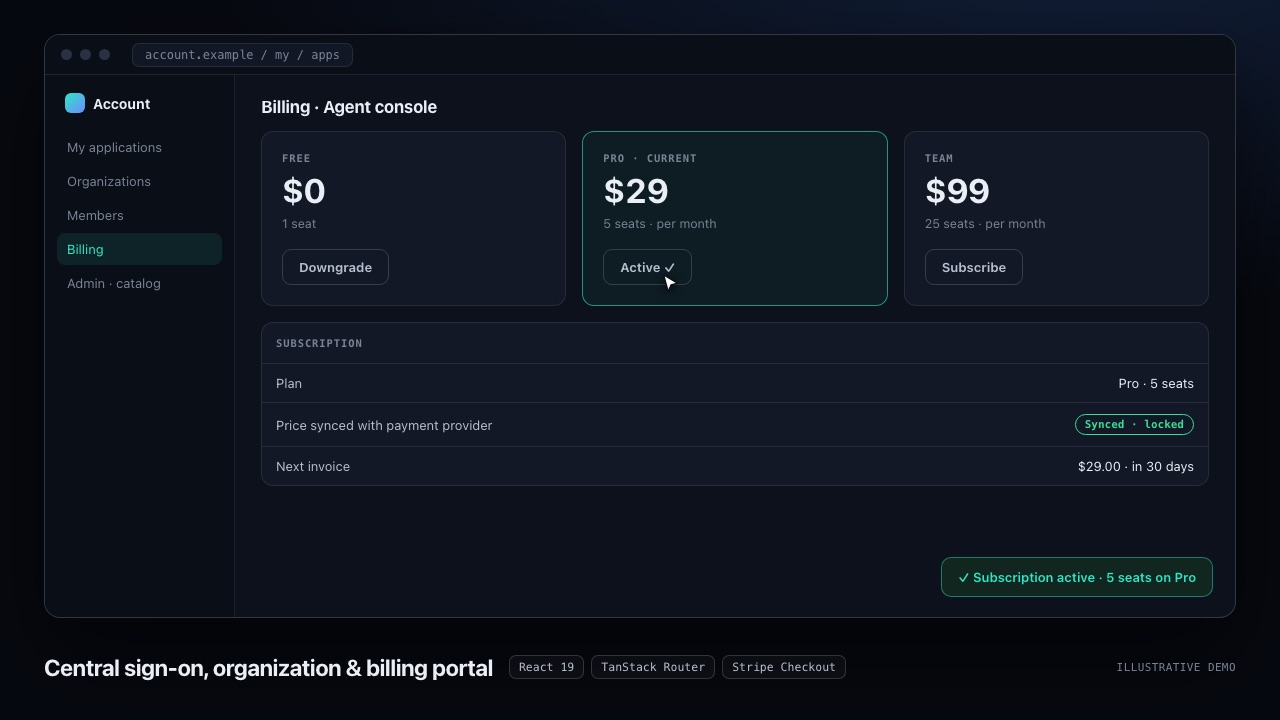 account.example / my / apps
Account
My applications
Organizations
Members
Billing
Admin · catalog
Billing · Agent console
FREE
$0
1 seat
Downgrade
PRO · CURRENT
$29
5 seats · per month
Active ✓
TEAM
$99
25 seats · per month
Subscribe
SUBSCRIPTION
Plan
Pro · 5 seats
Price synced with payment provider
Synced · locked
Next invoice
$29.00 · in 30 days
✓ Subscription active · 5 seats on Pro
Central sign-on, organization & billing portal
React 19
TanStack Router
Stripe Checkout
ILLUSTRATIVE DEMO